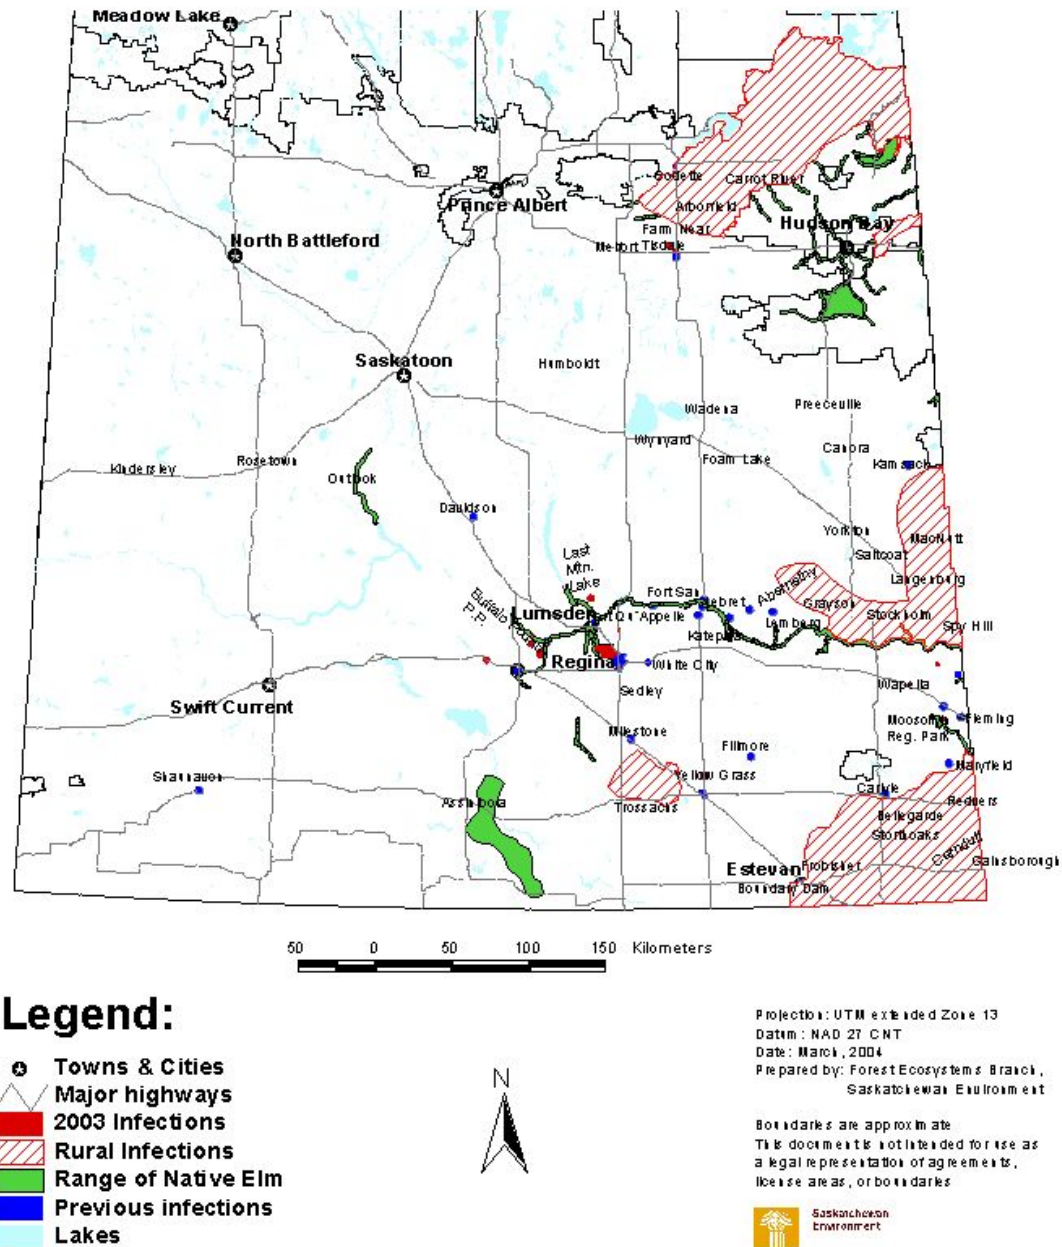 Meadow Lake
Prince Albert
North Battleford
Saskatoon
Codette
Carrot River
Arborfield
Farm Near
Melfort Tisdale
Hudson Bay
Humboldt
Wadena
Wynyard
Foam Lake
Preeceville
Canora
Kamsack
Kindersley
Rosetown
Outlook
Davidson
Yorkton
Saltcoat
MacNutt
Langenburg
Last
Mtn.
Lake
Buffalo Pound
P.P.
Lumsden
Fort San
Fort Qu'Appelle
Lebret
Abernethy
Katepwa
Lemberg
Grayson
Stockholm
Spy Hill
Regina
White City
Sedley
Swift Current
Wapella
Moosomin
Reg. Park
Fleming
Milestone
Fillmore
Maryfield
Shaunavon
Assiniboia
Yellow Grass
Trossachs
Carlyle
Redvers
Bellegarde
Storthoaks
Carnduff
Gainsborough
Estevan
Frobisher
Boundary Dam
50 0 50 100 150 Kilometers
Legend:
Towns & Cities
Major highways
2003 Infections
Rural Infections
Range of Native Elm
Previous infections
Lakes
N
Projection: UTM extended Zone 13
Datum: NAD 27 CNT
Date: March, 2004
Prepared by: Forest Ecosystems Branch,
Saskatchewan Environment
Boundaries are approximate
This document is not intended for use as
a legal representation of agreements,
license areas, or boundaries
Saskatchewan
Environment